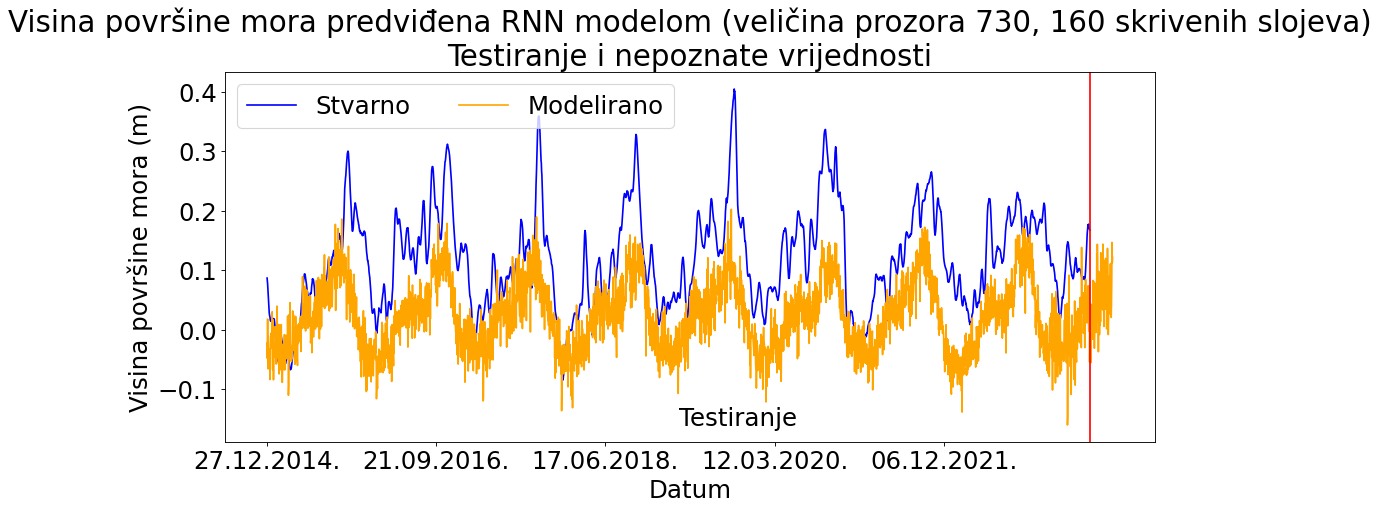 Visina površine mora predviđena RNN modelom (veličina prozora 730, 160 skrivenih slojeva)
Testiranje i nepoznate vrijednosti
Stvarno Modelirano
Visina površine mora (m)
0.4
0.3
0.2
0.1
0.0
−0.1
Testiranje
27.12.2014. 21.09.2016. 17.06.2018. 12.03.2020. 06.12.2021.
Datum